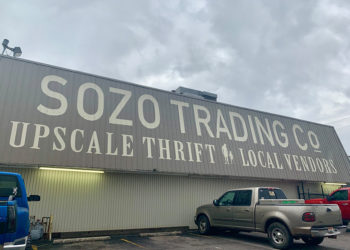 SOZO TRADING CO
UPSCALE THRIFT LOCAL VENDORS